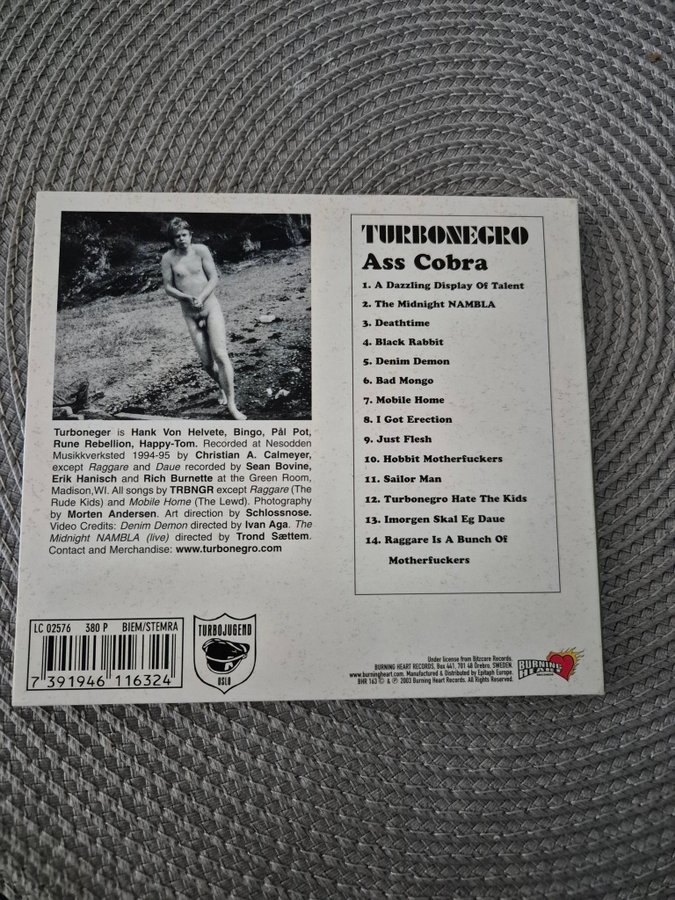 TURBONEGRO
Ass Cobra
1. A Dazzling Display Of Talent
2. The Midnight NAMBLA
3. Deathtime
4. Black Rabbit
5. Denim Demon
6. Bad Mongo
7. Mobile Home
8. I Got Erection
9. Just Flesh
10. Hobbit Motherfuckers
11. Sailor Man
12. Turbonegro Hate The Kids
13. Imorgen Skal Eg Daue
14. Raggare Is A Bunch Of
Motherfuckers
Turboneger is Hank Von Helvete, Bingo, Pål Pot,
Rune Rebellion, Happy-Tom. Recorded at Nesodden
Musikkverksted 1994-95 by Christian A. Calmeyer,
except Raggare and Daue recorded by Sean Bovine,
Erik Hanisch and Rich Burnette at the Green Room,
Madison,WI. All songs by TRBNGR except Raggare (The
Rude Kids) and Mobile Home (The Lewd). Photography
by Morten Andersen. Art direction by Schlossnose.
Video Credits: Denim Demon directed by Ivan Aga. The
Midnight NAMBLA (live) directed by Trond Sættem.
Contact and Merchandise: www.turbonegro.com
LC 02576 380 P BIEM/STEMRA
7 391946 116324
TURBOJUGEND
OSLO
Under license from Bitzcore Records.
BURNING HEART RECORDS. Box 441, 701 48 Örebro, SWEDEN.
www.burningheart.com. Manufactured & Distributed by Epitaph Europe.
BHR 163 © & ℗ 2003 Burning Heart Records. All Rights Reserved.
BURNING
HEART